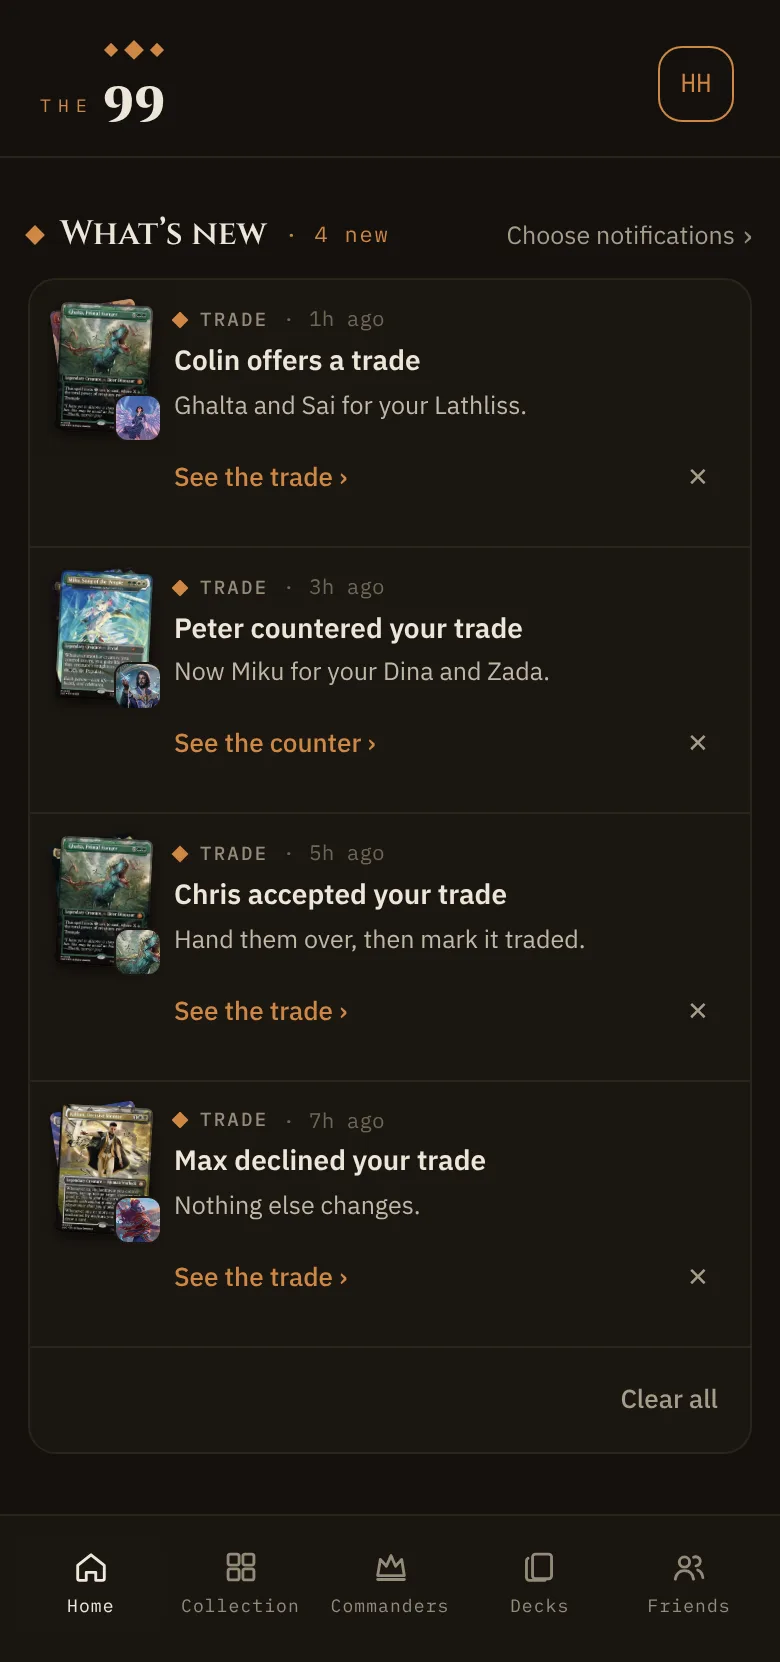 THE 99
HH
What's new · 4 new
Choose notifications ›
TRADE · 1h ago
Colin offers a trade
Ghalta and Sai for your Lathliss.
See the trade › ✕
TRADE · 3h ago
Peter countered your trade
Now Miku for your Dina and Zada.
See the counter › ✕
TRADE · 5h ago
Chris accepted your trade
Hand them over, then mark it traded.
See the trade › ✕
TRADE · 7h ago
Max declined your trade
Nothing else changes.
See the trade › ✕
Clear all
Home
Collection
Commanders
Decks
Friends